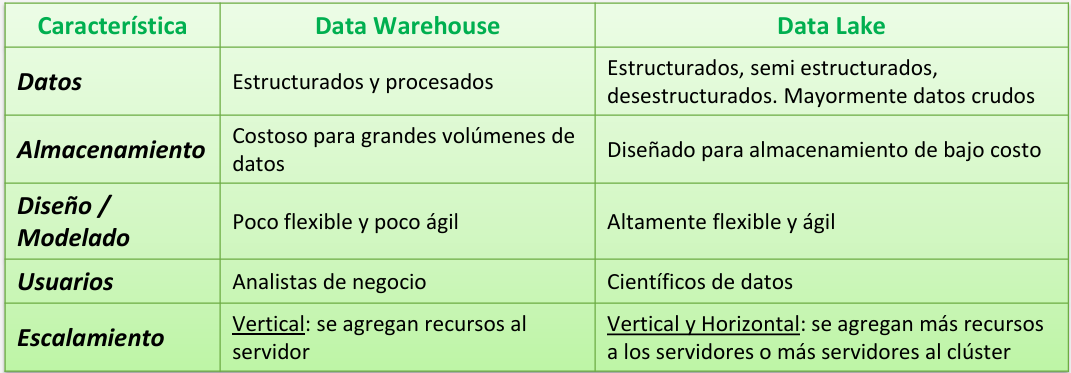 Característica
Data Warehouse
Data Lake
Datos
Estructurados y procesados
Estructurados, semi estructurados,
desestructurados. Mayormente datos crudos
Almacenamiento
Costoso para grandes volúmenes de
datos
Diseñado para almacenamiento de bajo costo
Diseño /
Modelado
Poco flexible y poco ágil
Altamente flexible y ágil
Usuarios
Analistas de negocio
Científicos de datos
Escalamiento
Vertical: se agregan recursos al
servidor
Vertical y Horizontal: se agregan más recursos
a los servidores o más servidores al clúster